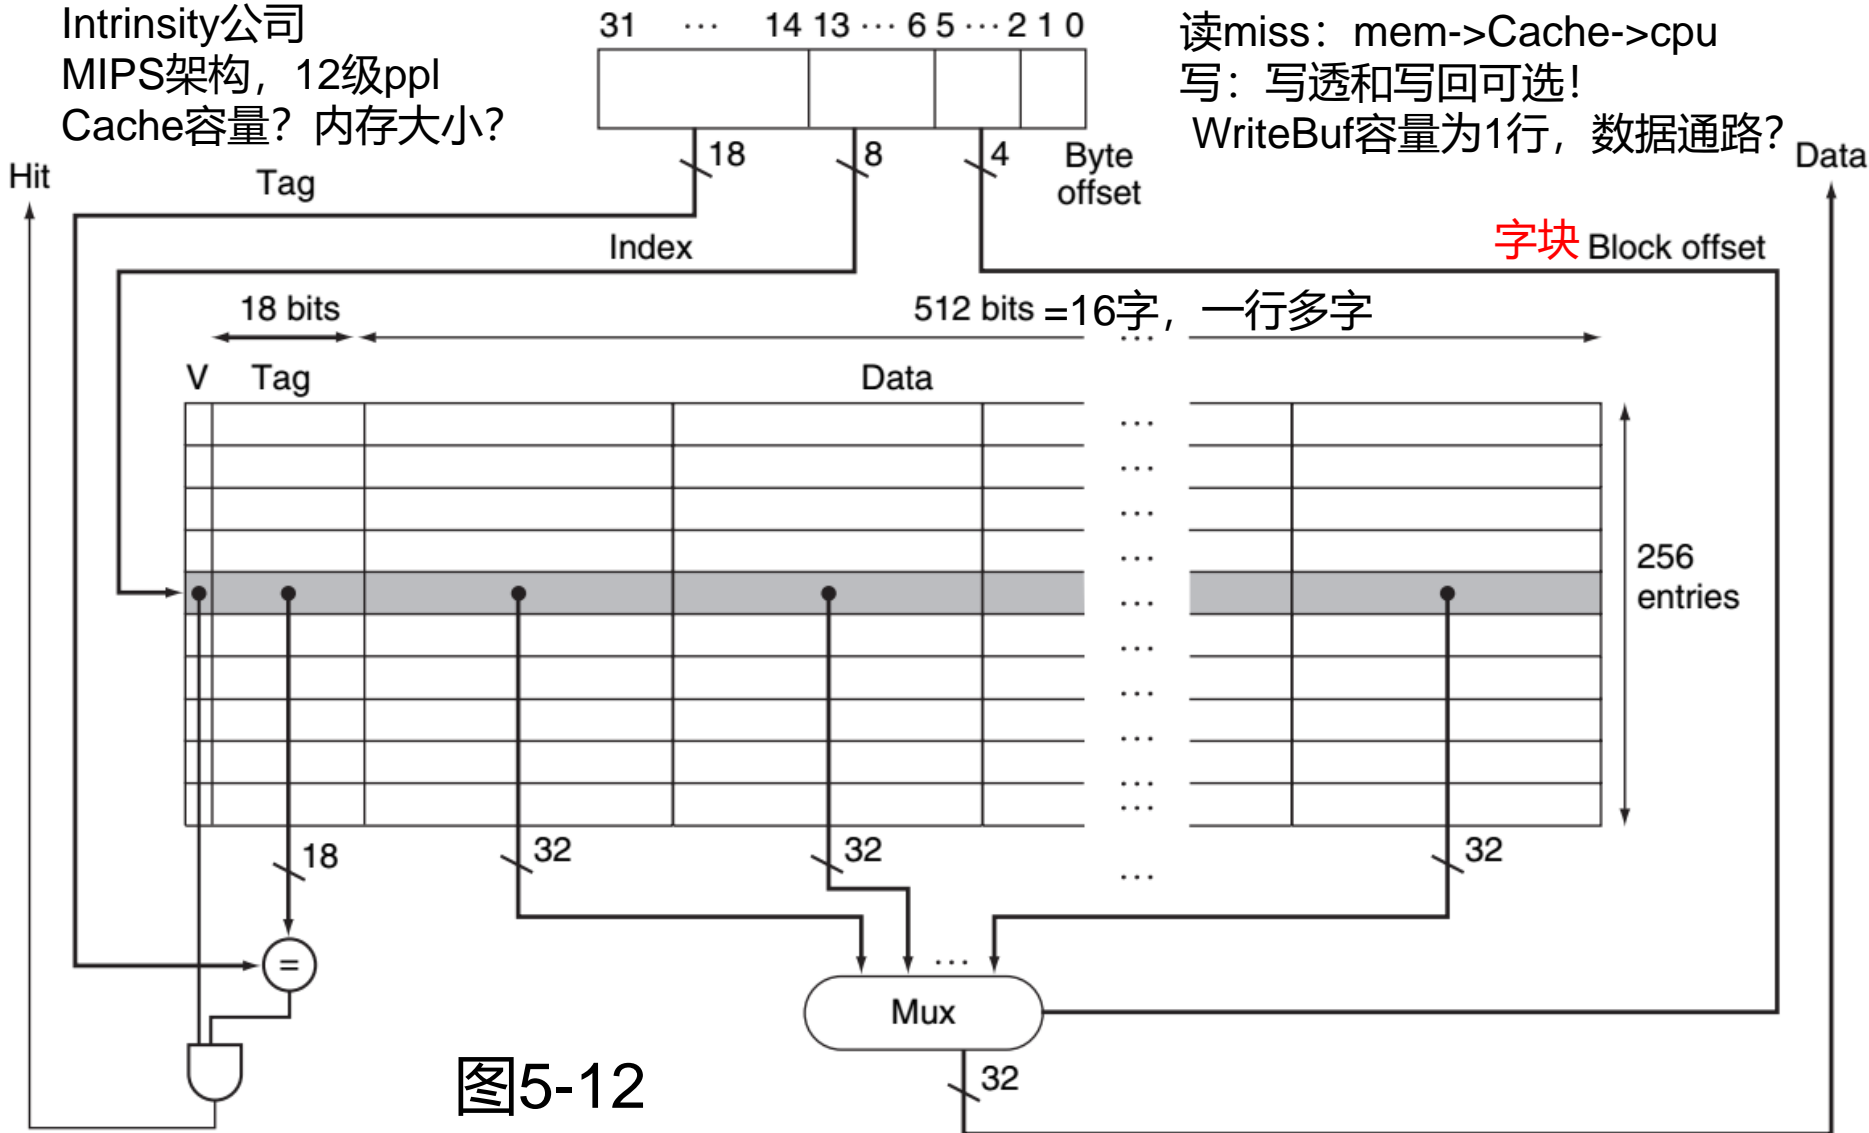 Intrinsity公司
MIPS架构，12级ppl
Cache容量？内存大小？
31 ··· 14 13 ··· 6 5 ··· 2 1 0
读miss：mem->Cache->cpu
写：写透和写回可选！
WriteBuf容量为1行，数据通路？
18
8
4
Byte
offset
Data
Hit
Tag
Index
字块 Block offset
18 bits
512 bits =16字，一行多字
···
V Tag Data
···
···
···
···
···
···
···
···
···
···
256
entries
18
32
32
···
32
=
···
Mux
32
图5-12